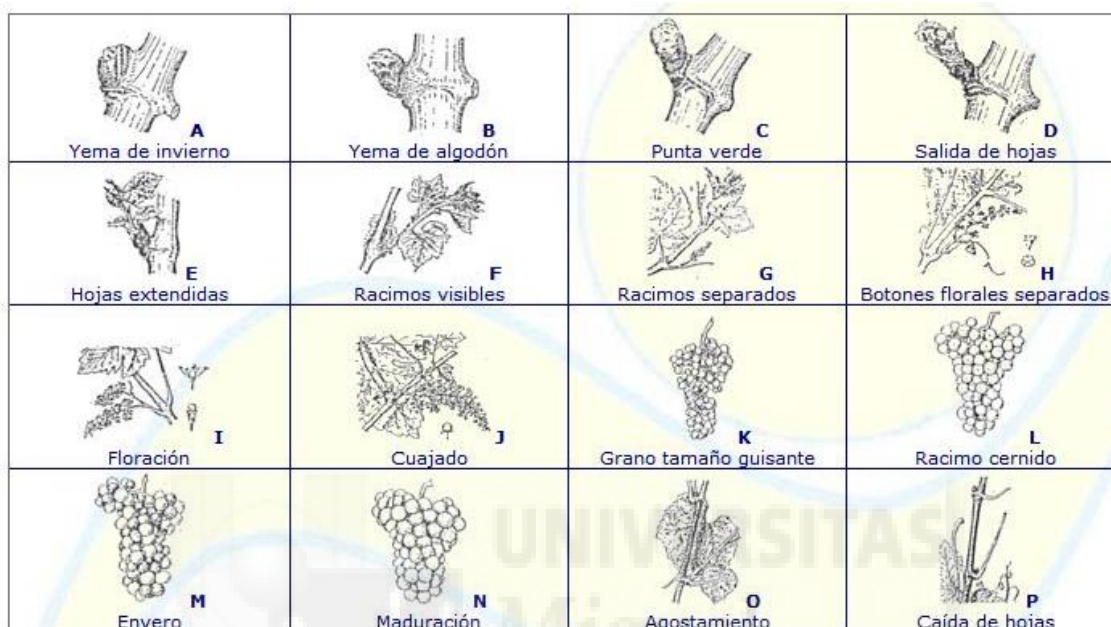 A
Yema de invierno
B
Yema de algodón
C
Punta verde
D
Salida de hojas
E
Hojas extendidas
F
Racimos visibles
G
Racimos separados
H
Botones florales separados
I
Floración
J
Cuajado
K
Grano tamaño guisante
L
Racimo cernido
M
Envero
N
Maduración
O
Agostamiento
P
Caída de hojas
UNIVERSITAS